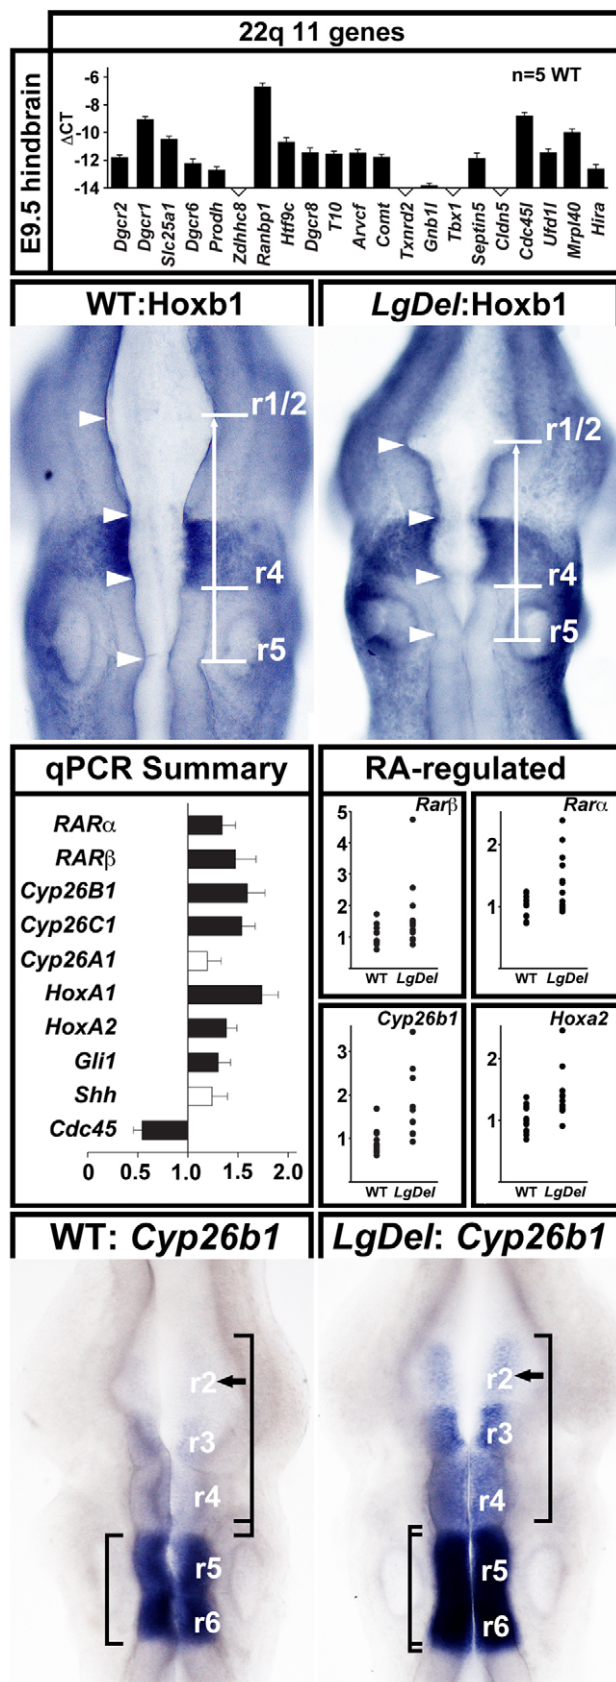 22q 11 genes
E9.5 hindbrain
ΔCT
-6
-8
-10
-12
-14
n=5 WT
Dgcr2
Dgcr1
Slc25a1
Dgcr6
Prodh
Zdhhc8
Ranbp1
Htf9c
Dgcr8
T10
Arvcf
Comt
Txnrd2
Gnb1l
Tbx1
Septin5
Cldn5
Cdc45l
Ufd1l
Mrpl40
Hira
WT:Hoxb1
LgDel:Hoxb1
r1/2
r4
r5
r1/2
r4
r5
qPCR Summary
RA-regulated
RARα
RARβ
Cyp26B1
Cyp26C1
Cyp26A1
HoxA1
HoxA2
Gli1
Shh
Cdc45
0 0.5 1.0 1.5 2.0
Rarβ
5
4
3
2
1
WT LgDel
Rarα
2
1
WT LgDel
Cyp26b1
3
2
1
WT LgDel
Hoxa2
2
1
WT LgDel
WT: Cyp26b1
LgDel: Cyp26b1
r2
r3
r4
r5
r6
r2
r3
r4
r5
r6